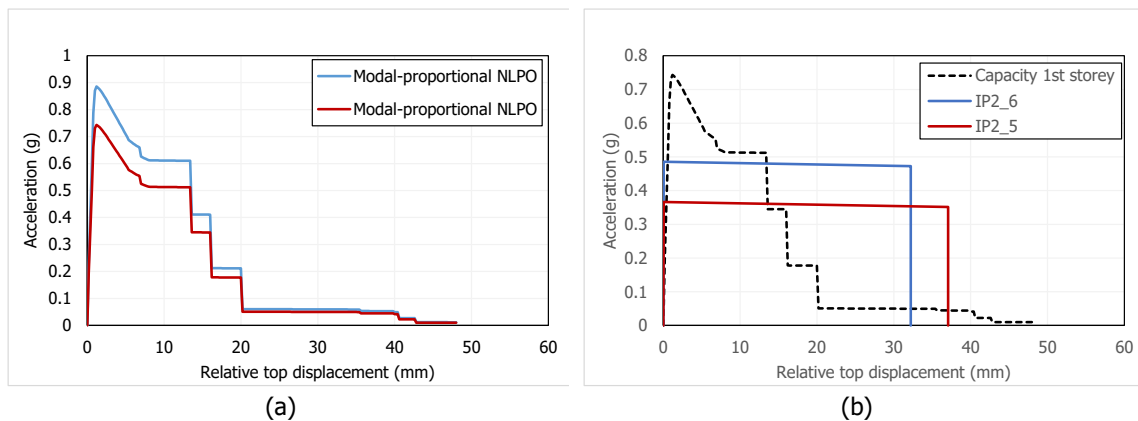 1
0.9
0.8
0.7
0.6
0.5
0.4
0.3
0.2
0.1
0
Acceleration (g)
Modal-proportional NLPO
Modal-proportional NLPO
0 10 20 30 40 50 60
Relative top displacement (mm)
(a)
0.8
0.7
0.6
0.5
0.4
0.3
0.2
0.1
0
Acceleration (g)
Capacity 1st storey
IP2_6
IP2_5
0 10 20 30 40 50 60
Relative top displacement (mm)
(b)